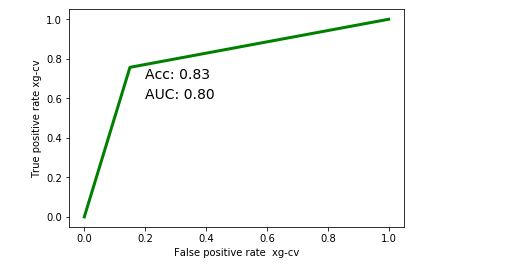 1.0
0.8
0.6
0.4
0.2
0.0
True positive rate xg-cv
Acc: 0.83
AUC: 0.80
0.0 0.2 0.4 0.6 0.8 1.0
False positive rate  xg-cv